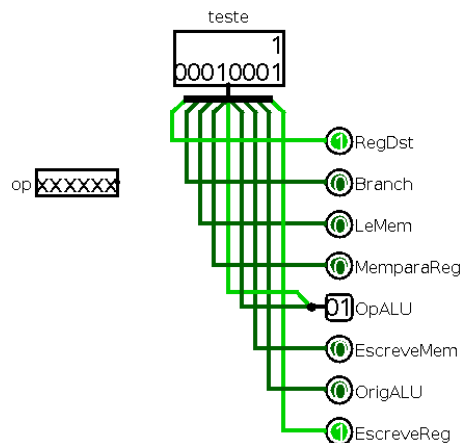 teste
1
00010001
1 RegDst
op xxxxxx
0 Branch
0 LeMem
0 MemparaReg
01 OpALU
0 EscreveMem
0 OrigALU
1 EscreveReg